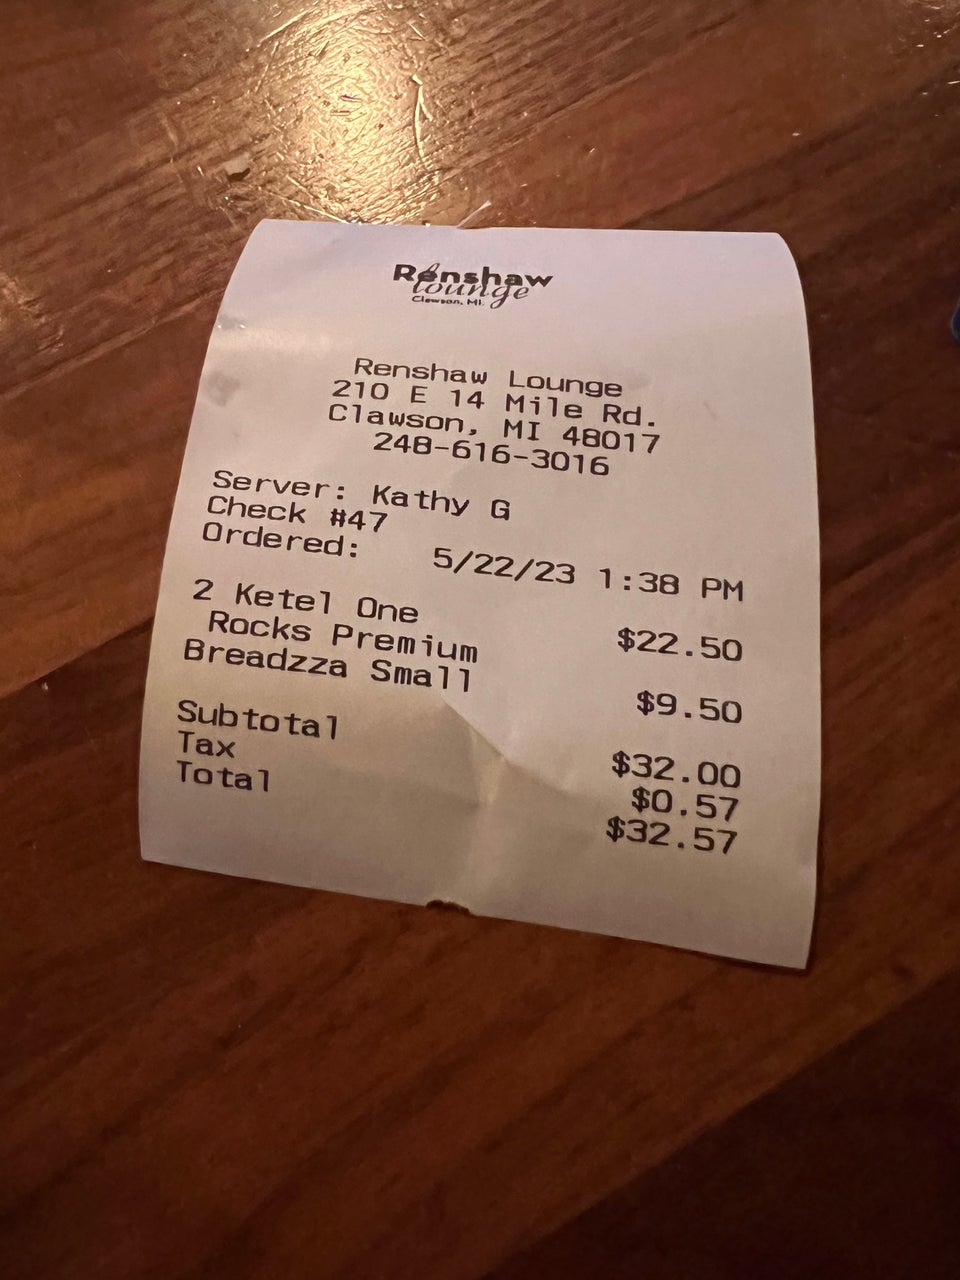 Renshaw
lounge
Clawson, MI.
Renshaw Lounge
210 E 14 Mile Rd.
Clawson, MI 48017
248-616-3016
Server: Kathy G
Check #47
Ordered: 5/22/23 1:38 PM
2 Ketel One
Rocks Premium $22.50
Breadzza Small $9.50
Subtotal $32.00
Tax $0.57
Total $32.57